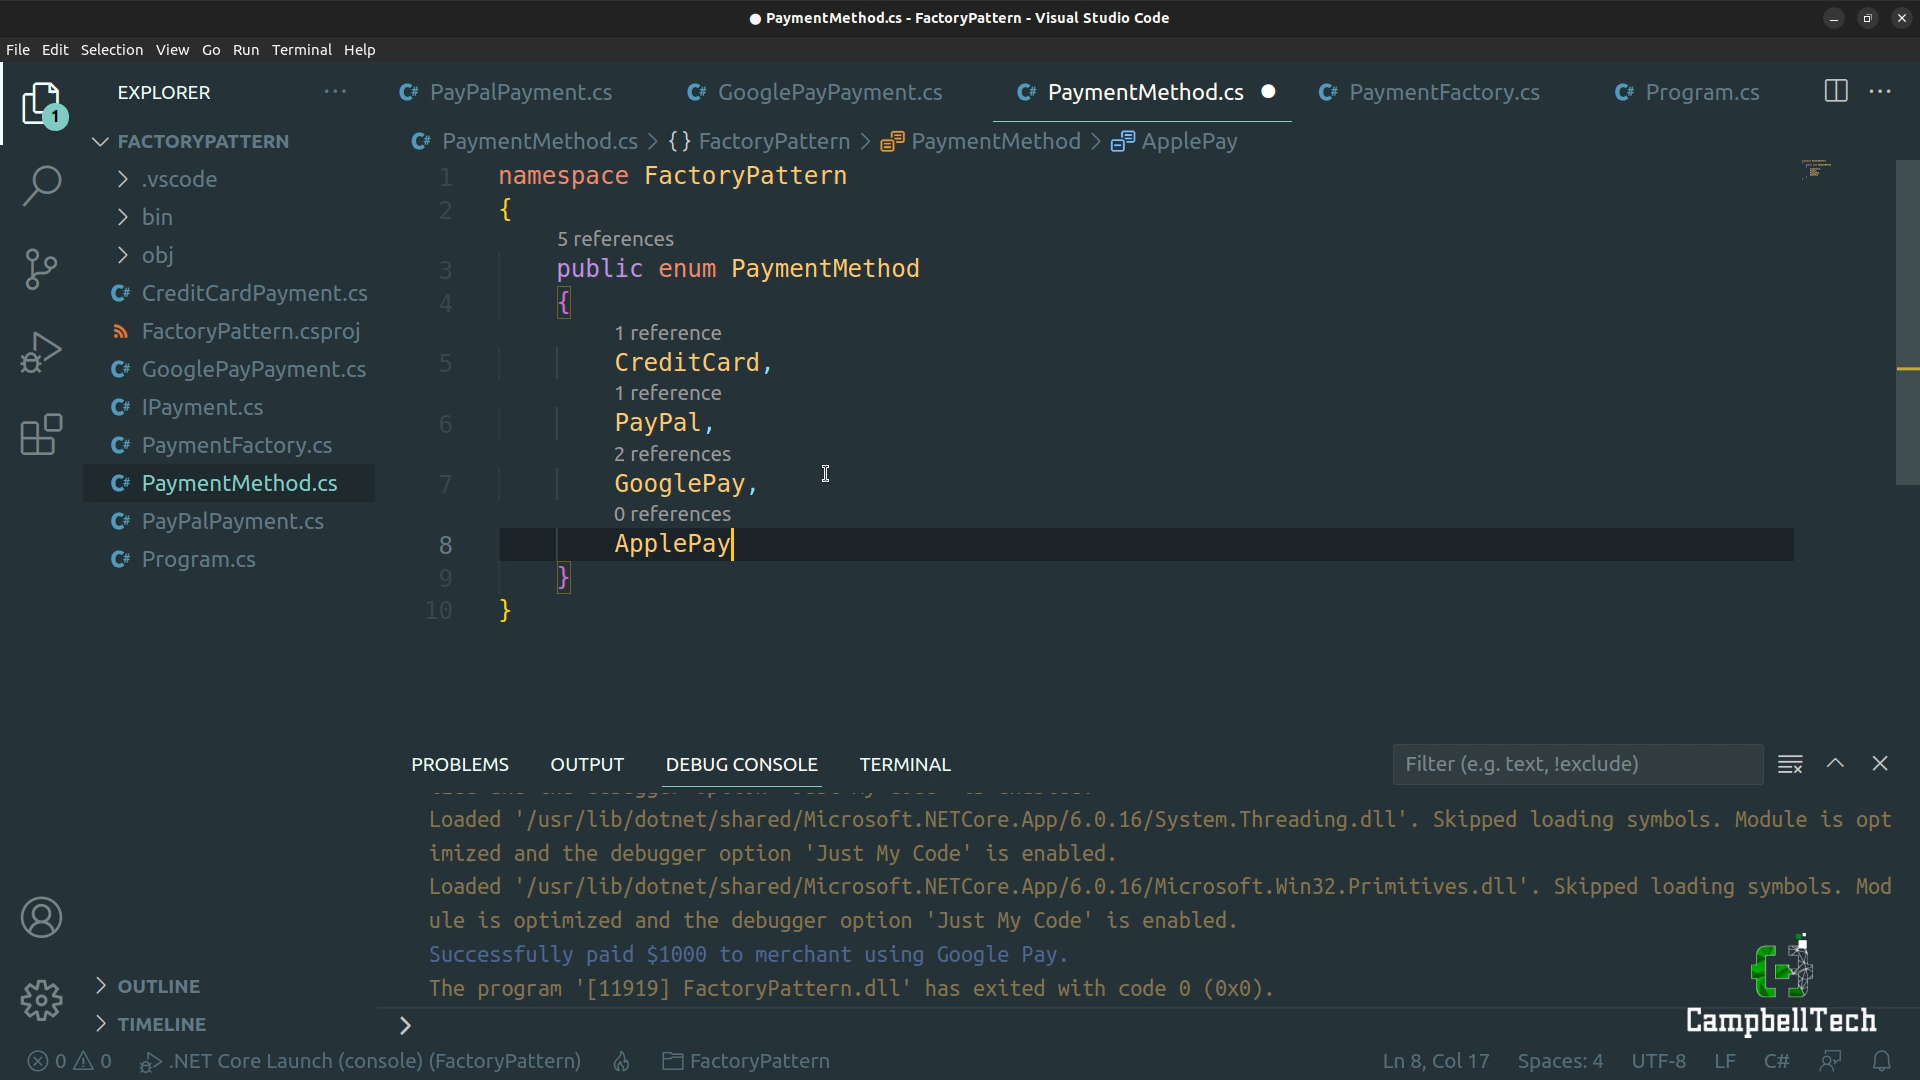 PaymentMethod.cs - FactoryPattern - Visual Studio Code
File Edit Selection View Go Run Terminal Help
EXPLORER
PayPalPayment.cs GooglePayPayment.cs PaymentMethod.cs PaymentFactory.cs Program.cs
1
PaymentMethod.cs > {} FactoryPattern > PaymentMethod > ApplePay
FACTORYPATTERN
.vscode
bin
obj
CreditCardPayment.cs
FactoryPattern.csproj
GooglePayPayment.cs
IPayment.cs
PaymentFactory.cs
PaymentMethod.cs
PayPalPayment.cs
Program.cs
1 namespace FactoryPattern
2 {
5 references
3 public enum PaymentMethod
4 {
1 reference
5 CreditCard,
1 reference
6 PayPal,
2 references
7 GooglePay,
0 references
8 ApplePay
9 }
10 }
PROBLEMS OUTPUT DEBUG CONSOLE TERMINAL Filter (e.g. text, !exclude)
Loaded '/usr/lib/dotnet/shared/Microsoft.NETCore.App/6.0.16/System.Threading.dll'. Skipped loading symbols. Module is opt
imized and the debugger option 'Just My Code' is enabled.
Loaded '/usr/lib/dotnet/shared/Microsoft.NETCore.App/6.0.16/Microsoft.Win32.Primitives.dll'. Skipped loading symbols. Mod
ule is optimized and the debugger option 'Just My Code' is enabled.
Successfully paid $1000 to merchant using Google Pay.
The program '[11919] FactoryPattern.dll' has exited with code 0 (0x0).
OUTLINE
TIMELINE
CampbellTech
0 0 .NET Core Launch (console) (FactoryPattern) FactoryPattern Ln 8, Col 17 Spaces: 4 UTF-8 LF C#